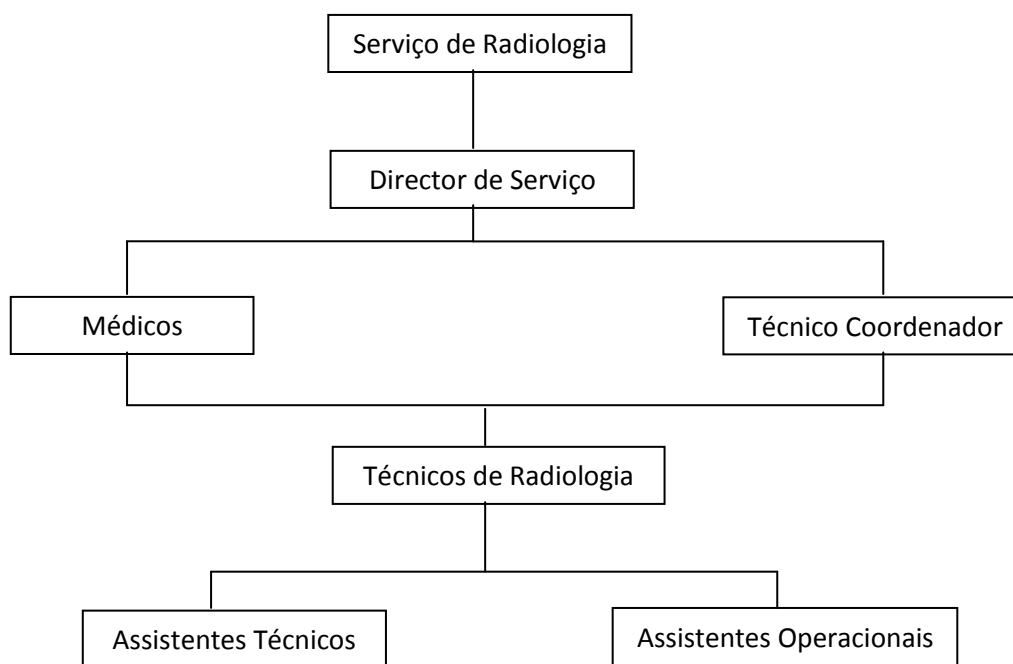 Serviço de Radiologia
Director de Serviço
Médicos
Técnico Coordenador
Técnicos de Radiologia
Assistentes Técnicos
Assistentes Operacionais